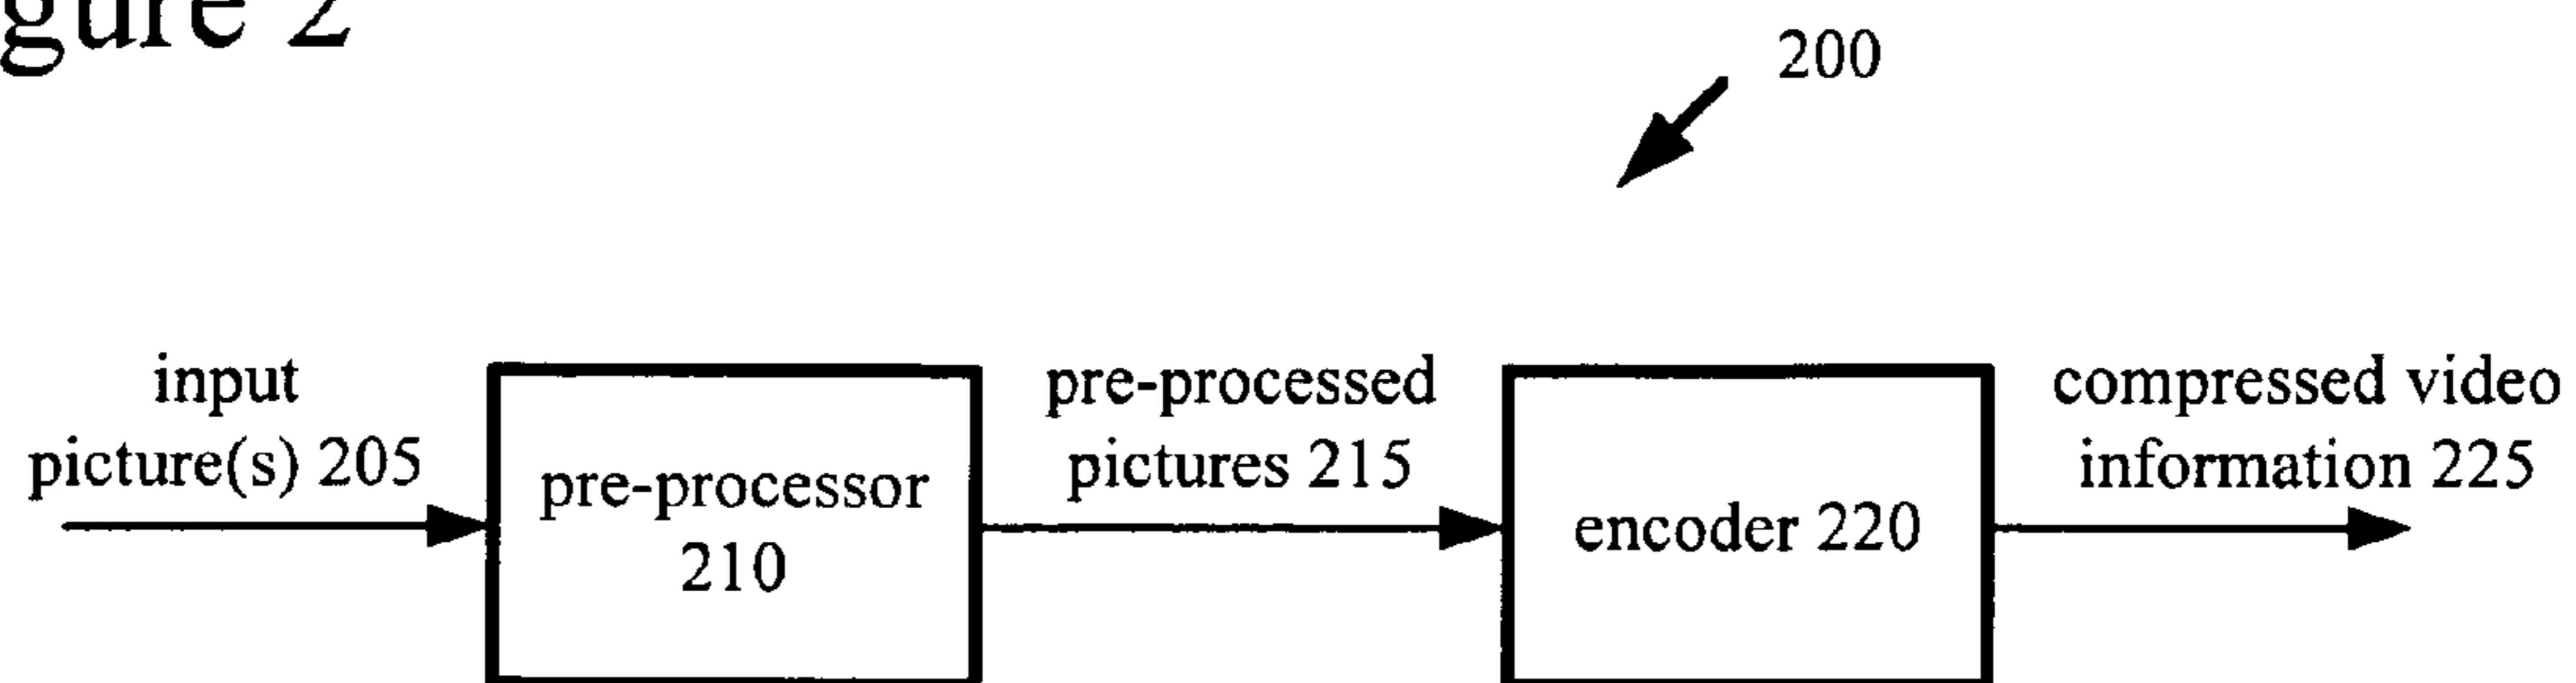 gure 2
200
input
picture(s) 205
pre-processor
210
pre-processed
pictures 215
encoder 220
compressed video
information 225